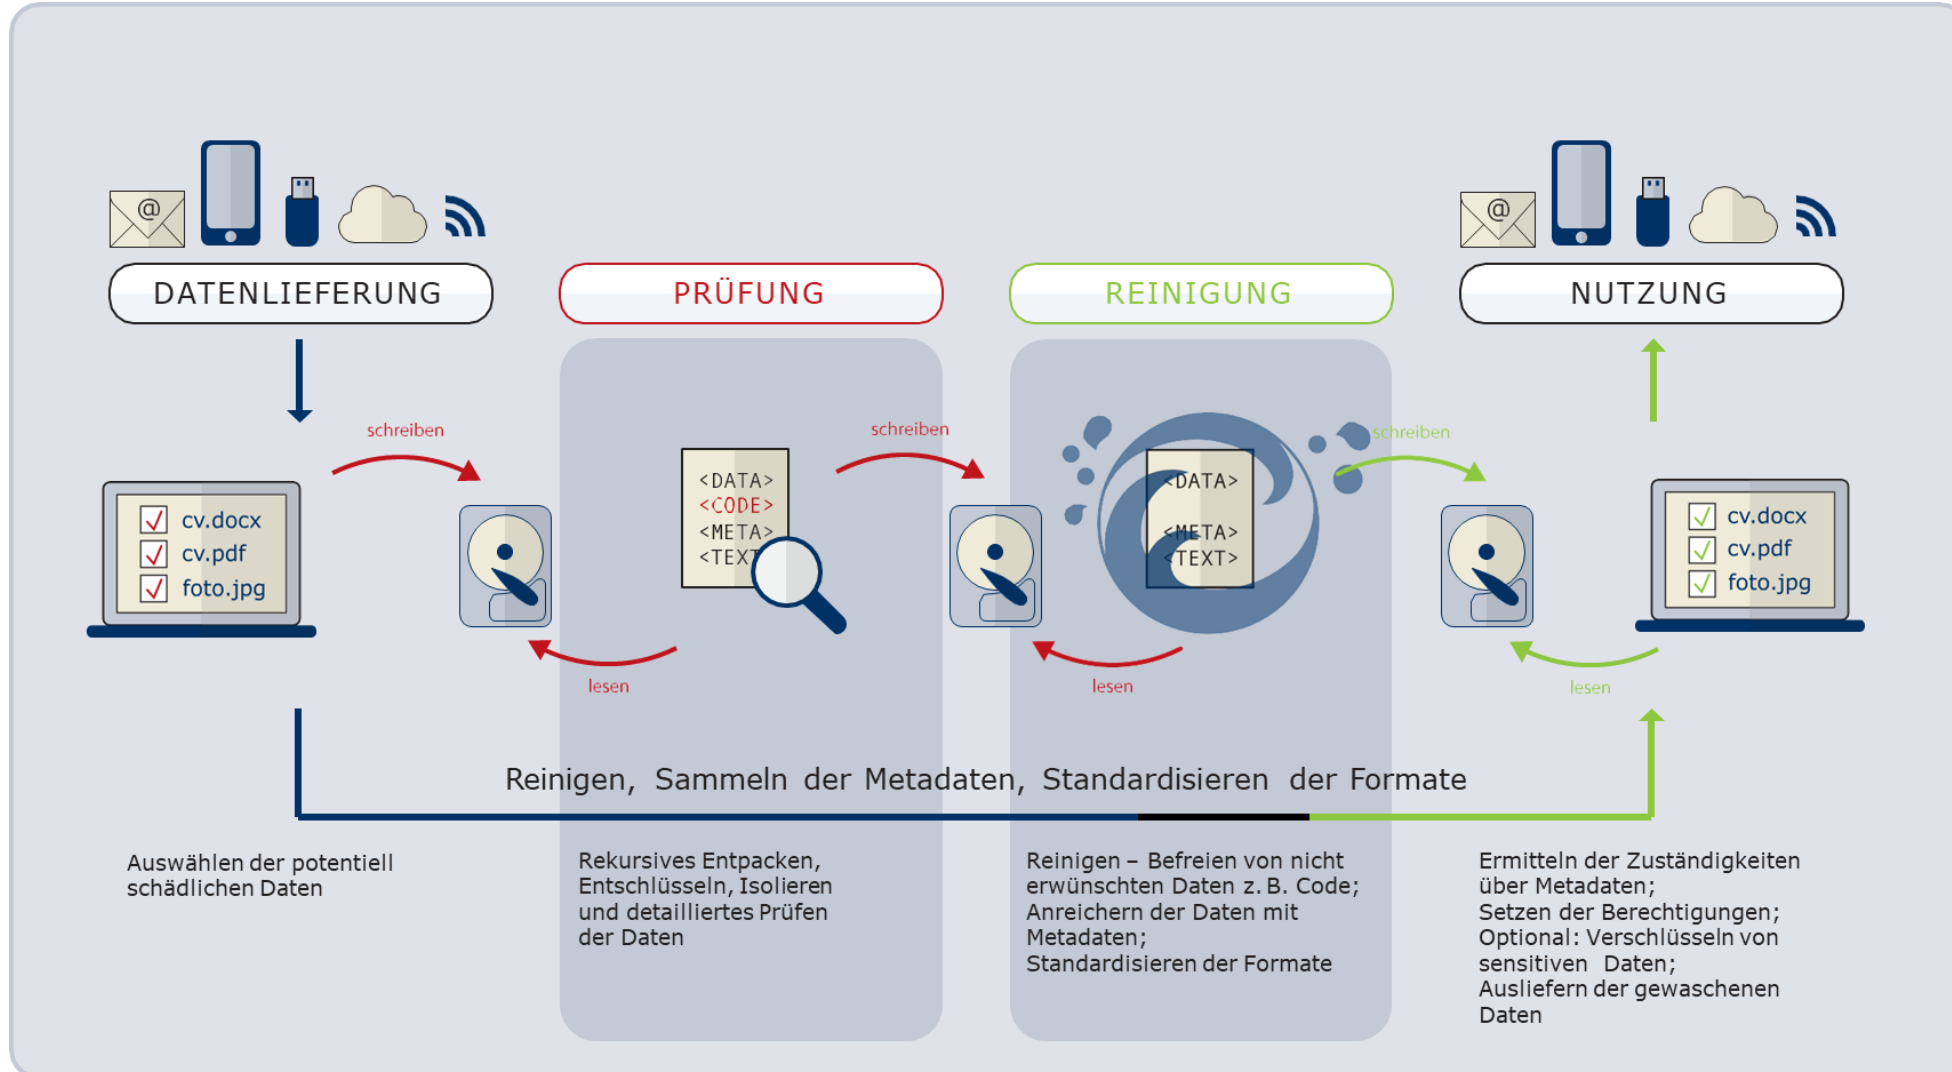 @
@
DATENLIEFERUNG
PRÜFUNG
REINIGUNG
NUTZUNG
schreiben
schreiben
schreiben
cv.docx
cv.pdf
foto.jpg
<DATA>
<CODE>
<META>
<TEXT
<DATA>
<META>
<TEXT>
cv.docx
cv.pdf
foto.jpg
lesen
lesen
lesen
Reinigen, Sammeln der Metadaten, Standardisieren der Formate
Auswählen der potentiell
schädlichen Daten
Rekursives Entpacken,
Entschlüsseln, Isolieren
und detailliertes Prüfen
der Daten
Reinigen – Befreien von nicht
erwünschten Daten z. B. Code;
Anreichern der Daten mit
Metadaten;
Standardisieren der Formate
Ermitteln der Zuständigkeiten
über Metadaten;
Setzen der Berechtigungen;
Optional: Verschlüsseln von
sensitiven Daten;
Ausliefern der gewaschenen
Daten